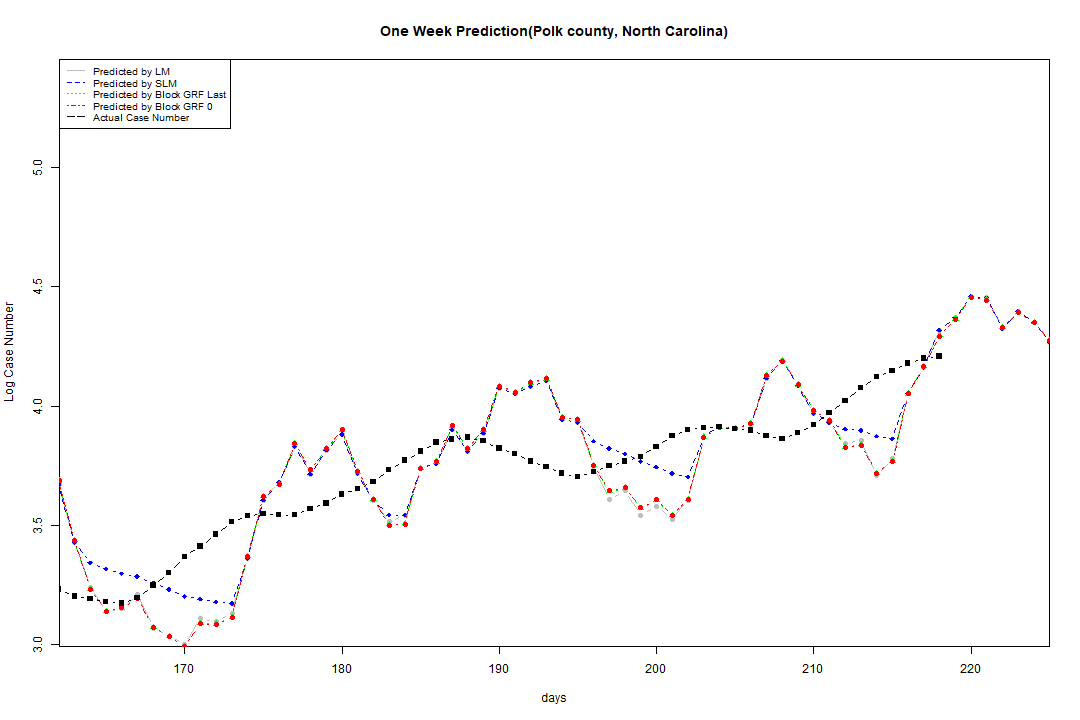 One Week Prediction(Polk county, North Carolina)
Predicted by LM
Predicted by SLM
Predicted by Block GRF Last
Predicted by Block GRF 0
Actual Case Number
5.0
4.5
4.0
3.5
3.0
Log Case Number
170 180 190 200 210 220
days